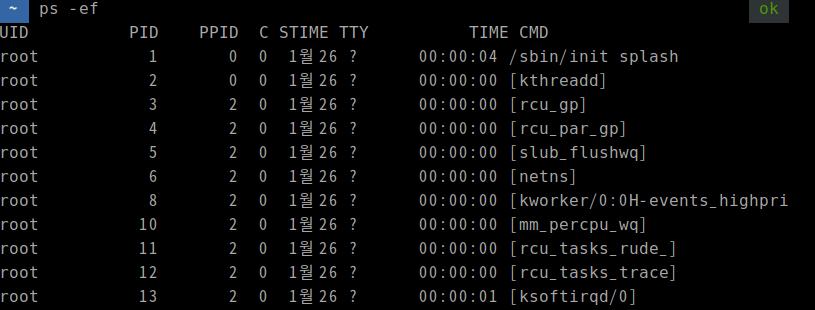 ~ ps -ef ok
UID PID PPID C STIME TTY TIME CMD
root 1 0 0 1월26 ? 00:00:04 /sbin/init splash
root 2 0 0 1월26 ? 00:00:00 [kthreadd]
root 3 2 0 1월26 ? 00:00:00 [rcu_gp]
root 4 2 0 1월26 ? 00:00:00 [rcu_par_gp]
root 5 2 0 1월26 ? 00:00:00 [slub_flushwq]
root 6 2 0 1월26 ? 00:00:00 [netns]
root 8 2 0 1월26 ? 00:00:00 [kworker/0:0H-events_highpri
root 10 2 0 1월26 ? 00:00:00 [mm_percpu_wq]
root 11 2 0 1월26 ? 00:00:00 [rcu_tasks_rude_]
root 12 2 0 1월26 ? 00:00:00 [rcu_tasks_trace]
root 13 2 0 1월26 ? 00:00:01 [ksoftirqd/0]